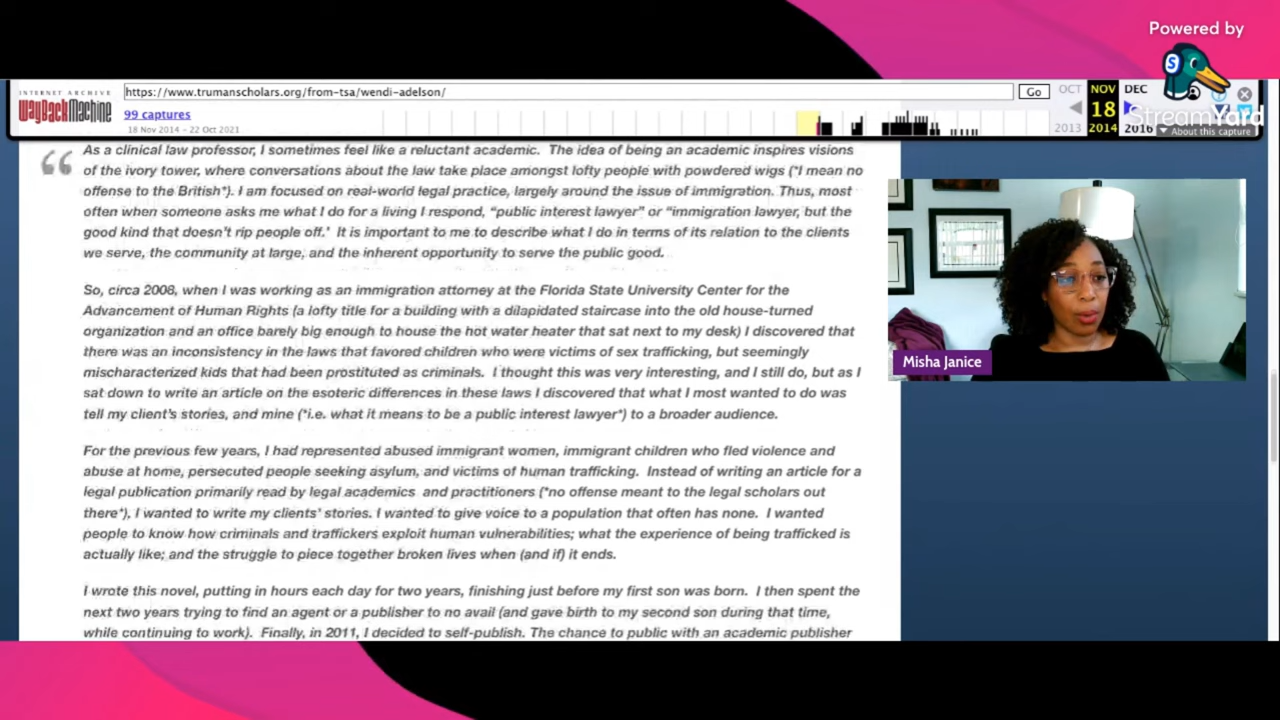 Powered by
StreamYard
INTERNET ARCHIVE
WayBackMachine
https://www.trumanscholars.org/from-tsa/wendi-adelson/
Go
OCT
NOV
DEC
99 captures
18
18 Nov 2014 – 22 Oct 2021
2013
2014
2016
About this capture
“
As a clinical law professor, I sometimes feel like a reluctant academic. The idea of being an academic inspires visions
of the ivory tower, where conversations about the law take place amongst lofty people with powdered wigs (*I mean no
offense to the British*). I am focused on real-world legal practice, largely around the issue of immigration. Thus, most
often when someone asks me what I do for a living I respond, “public interest lawyer” or “immigration lawyer, but the
good kind that doesn’t rip people off.’ It is important to me to describe what I do in terms of its relation to the clients
we serve, the community at large, and the inherent opportunity to serve the public good.
So, circa 2008, when I was working as an immigration attorney at the Florida State University Center for the
Advancement of Human Rights (a lofty title for a building with a dilapidated staircase into the old house-turned
organization and an office barely big enough to house the hot water heater that sat next to my desk) I discovered that
there was an inconsistency in the laws that favored children who were victims of sex trafficking, but seemingly
mischaracterized kids that had been prostituted as criminals. I thought this was very interesting, and I still do, but as I
sat down to write an article on the esoteric differences in these laws I discovered that what I most wanted to do was
tell my client’s stories, and mine (*i.e. what it means to be a public interest lawyer*) to a broader audience.
For the previous few years, I had represented abused immigrant women, immigrant children who fled violence and
abuse at home, persecuted people seeking asylum, and victims of human trafficking. Instead of writing an article for a
legal publication primarily read by legal academics and practitioners (*no offense meant to the legal scholars out
there*), I wanted to write my clients’ stories. I wanted to give voice to a population that often has none. I wanted
people to know how criminals and traffickers exploit human vulnerabilities; what the experience of being trafficked is
actually like; and the struggle to piece together broken lives when (and if) it ends.
I wrote this novel, putting in hours each day for two years, finishing just before my first son was born. I then spent the
next two years trying to find an agent or a publisher to no avail (and gave birth to my second son during that time,
while continuing to work). Finally, in 2011, I decided to self-publish. The chance to public with an academic publisher
Misha Janice